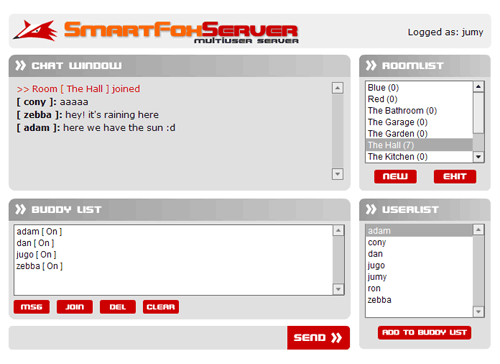 SMARTFOXSERVER
MULTIUSER SERVER
Logged as: jumy
CHAT WINDOW
>> Room [ The Hall ] joined
[ cony ]: aaaaa
[ zebba ]: hey! it's raining here
[ adam ]: here we have the sun :d
ROOMLIST
Blue (0)
Red (0)
The Bathroom (0)
The Garage (0)
The Garden (0)
The Hall (7)
The Kitchen (0)
NEW
EXIT
BUDDY LIST
adam [ On ]
dan [ On ]
jugo [ On ]
zebba [ On ]
MSG
JOIN
DEL
CLEAR
SEND
USERLIST
adam
cony
dan
jugo
jumy
ron
zebba
ADD TO BUDDY LIST